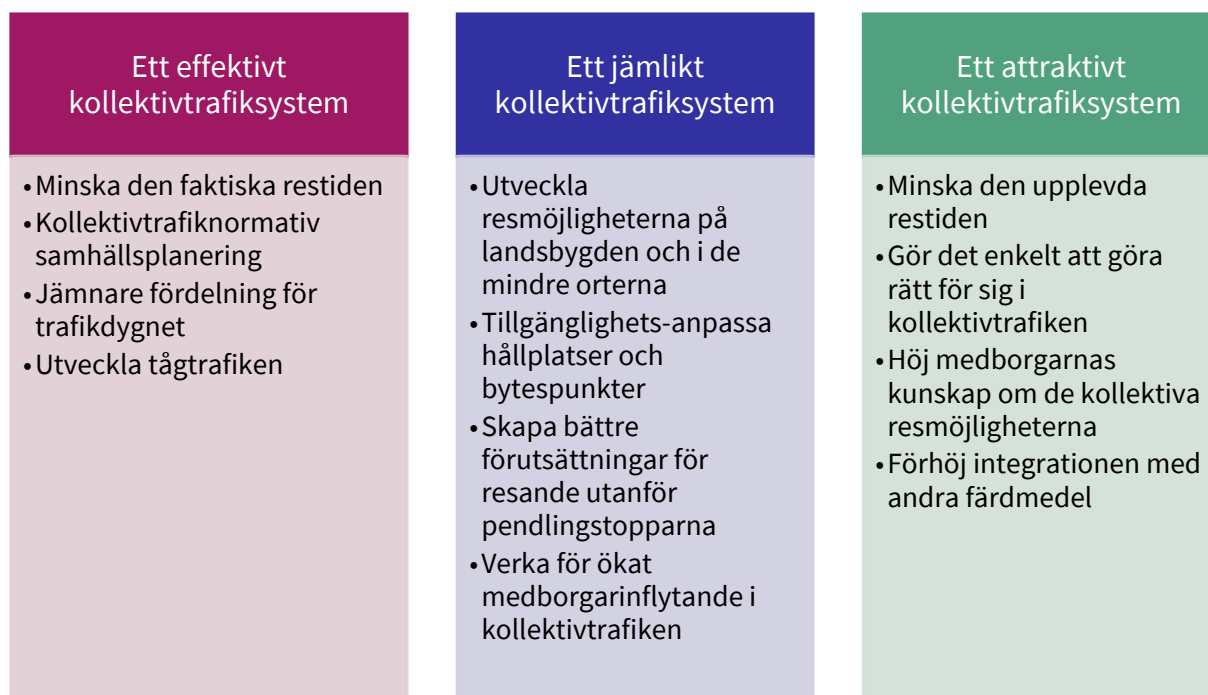 Ett effektivt
kollektivtrafiksystem
•Minska den faktiska restiden
•Kollektivtrafiknormativ
samhällsplanering
•Jämnare fördelning för
trafikdygnet
•Utveckla tågtrafiken
Ett jämlikt
kollektivtrafiksystem
•Utveckla
resmöjligheterna på
landsbygden och i de
mindre orterna
•Tillgänglighets-anpassa
hållplatser och
bytespunkter
•Skapa bättre
förutsättningar för
resande utanför
pendlingstopparna
•Verka för ökat
medborgarinflytande i
kollektivtrafiken
Ett attraktivt
kollektivtrafiksystem
•Minska den upplevda
restiden
•Gör det enkelt att göra
rätt för sig i
kollektivtrafiken
•Höj medborgarnas
kunskap om de kollektiva
resmöjligheterna
•Förhöj integrationen med
andra färdmedel